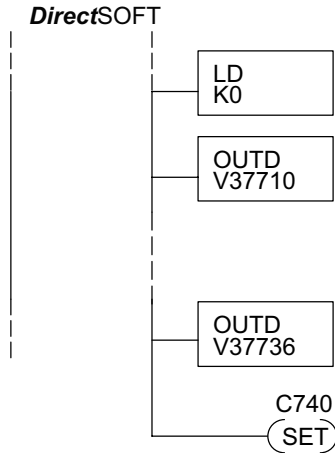 DirectSOFT
LD
K0
OUTD
V37710
OUTD
V37736
C740
SET